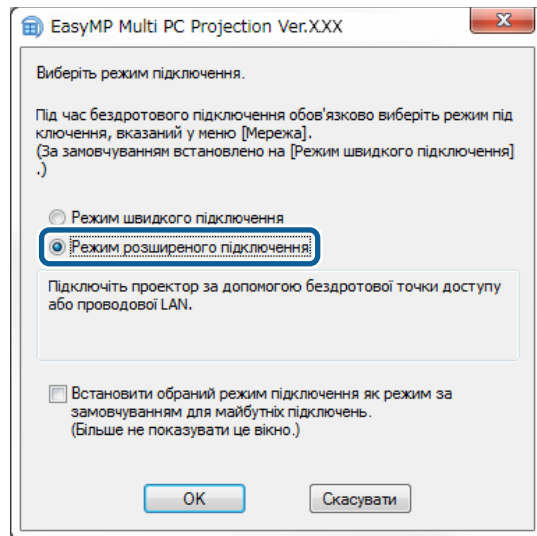 EasyMP Multi PC Projection Ver.XXX
Виберіть режим підключення.
Під час бездротового підключення обов'язково виберіть режим під
ключення, вказаний у меню [Мережа].
(За замовчуванням встановлено на [Режим швидкого підключення]
.)
Режим швидкого підключення
Режим розширеного підключення
Підключіть проектор за допомогою бездротової точки доступу
або проводової LAN.
Встановити обраний режим підключення як режим за
замовчуванням для майбутніх підключень.
(Більше не показувати це вікно.)
OK
Скасувати